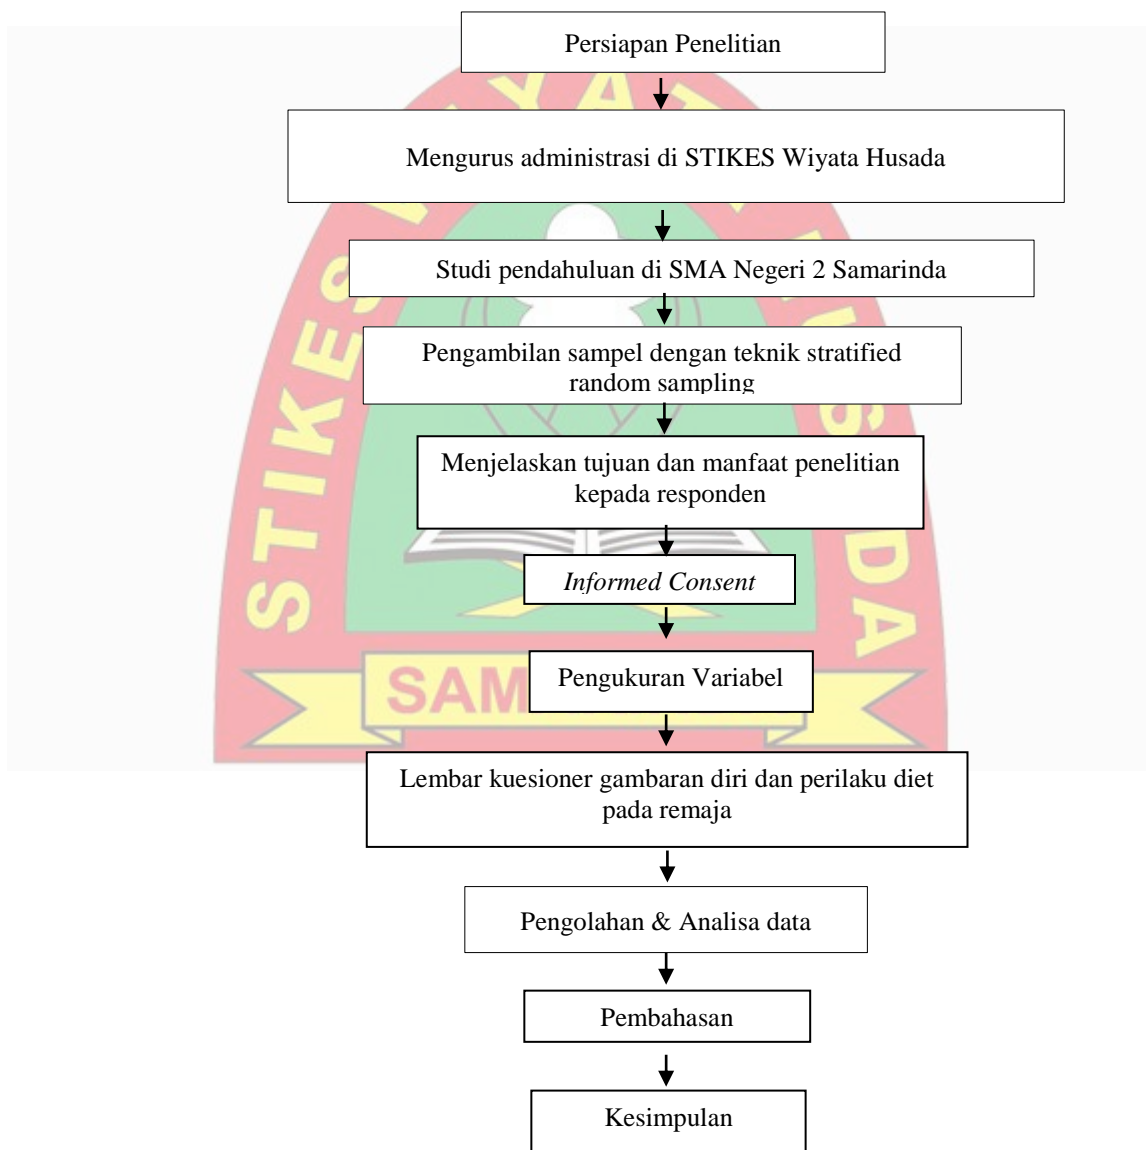 Persiapan Penelitian
Mengurus administrasi di STIKES Wiyata Husada
Studi pendahuluan di SMA Negeri 2 Samarinda
Pengambilan sampel dengan teknik stratified
random sampling
Menjelaskan tujuan dan manfaat penelitian
kepada responden
Informed Consent
Pengukuran Variabel
Lembar kuesioner gambaran diri dan perilaku diet
pada remaja
Pengolahan & Analisa data
Pembahasan
Kesimpulan
STIKES
SAM